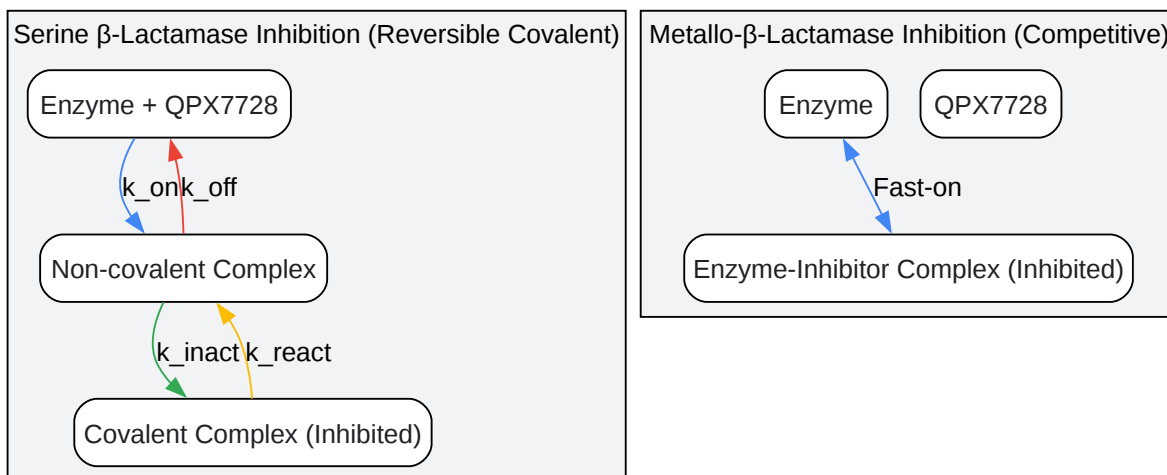 Serine β-Lactamase Inhibition (Reversible Covalent)
Enzyme + QPX7728
k_on
k_off
Non-covalent Complex
k_inact
k_react
Covalent Complex (Inhibited)
Metallo-β-Lactamase Inhibition (Competitive)
Enzyme
QPX7728
Fast-on
Enzyme-Inhibitor Complex (Inhibited)